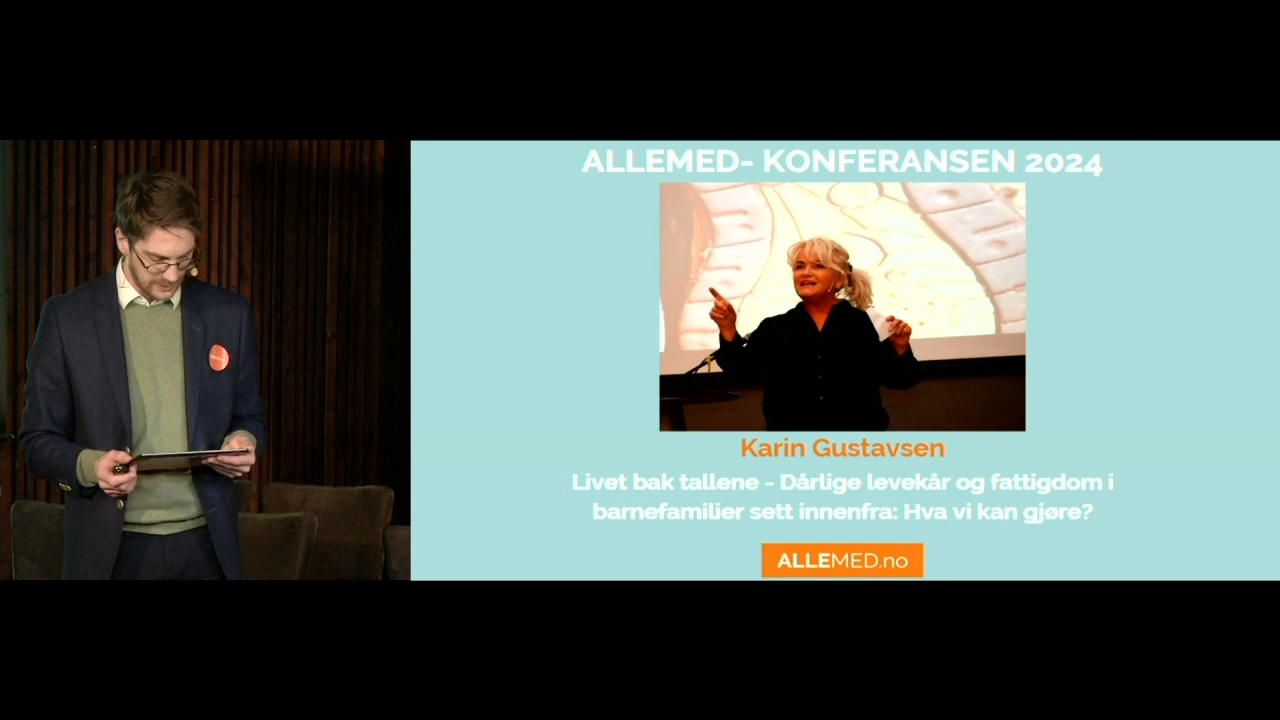 ALLEMED- KONFERANSEN 2024
Karin Gustavsen
Livet bak tallene - Dårlige levekår og fattigdom i
barnefamilier sett innenfra: Hva vi kan gjøre?
ALLEMED.no